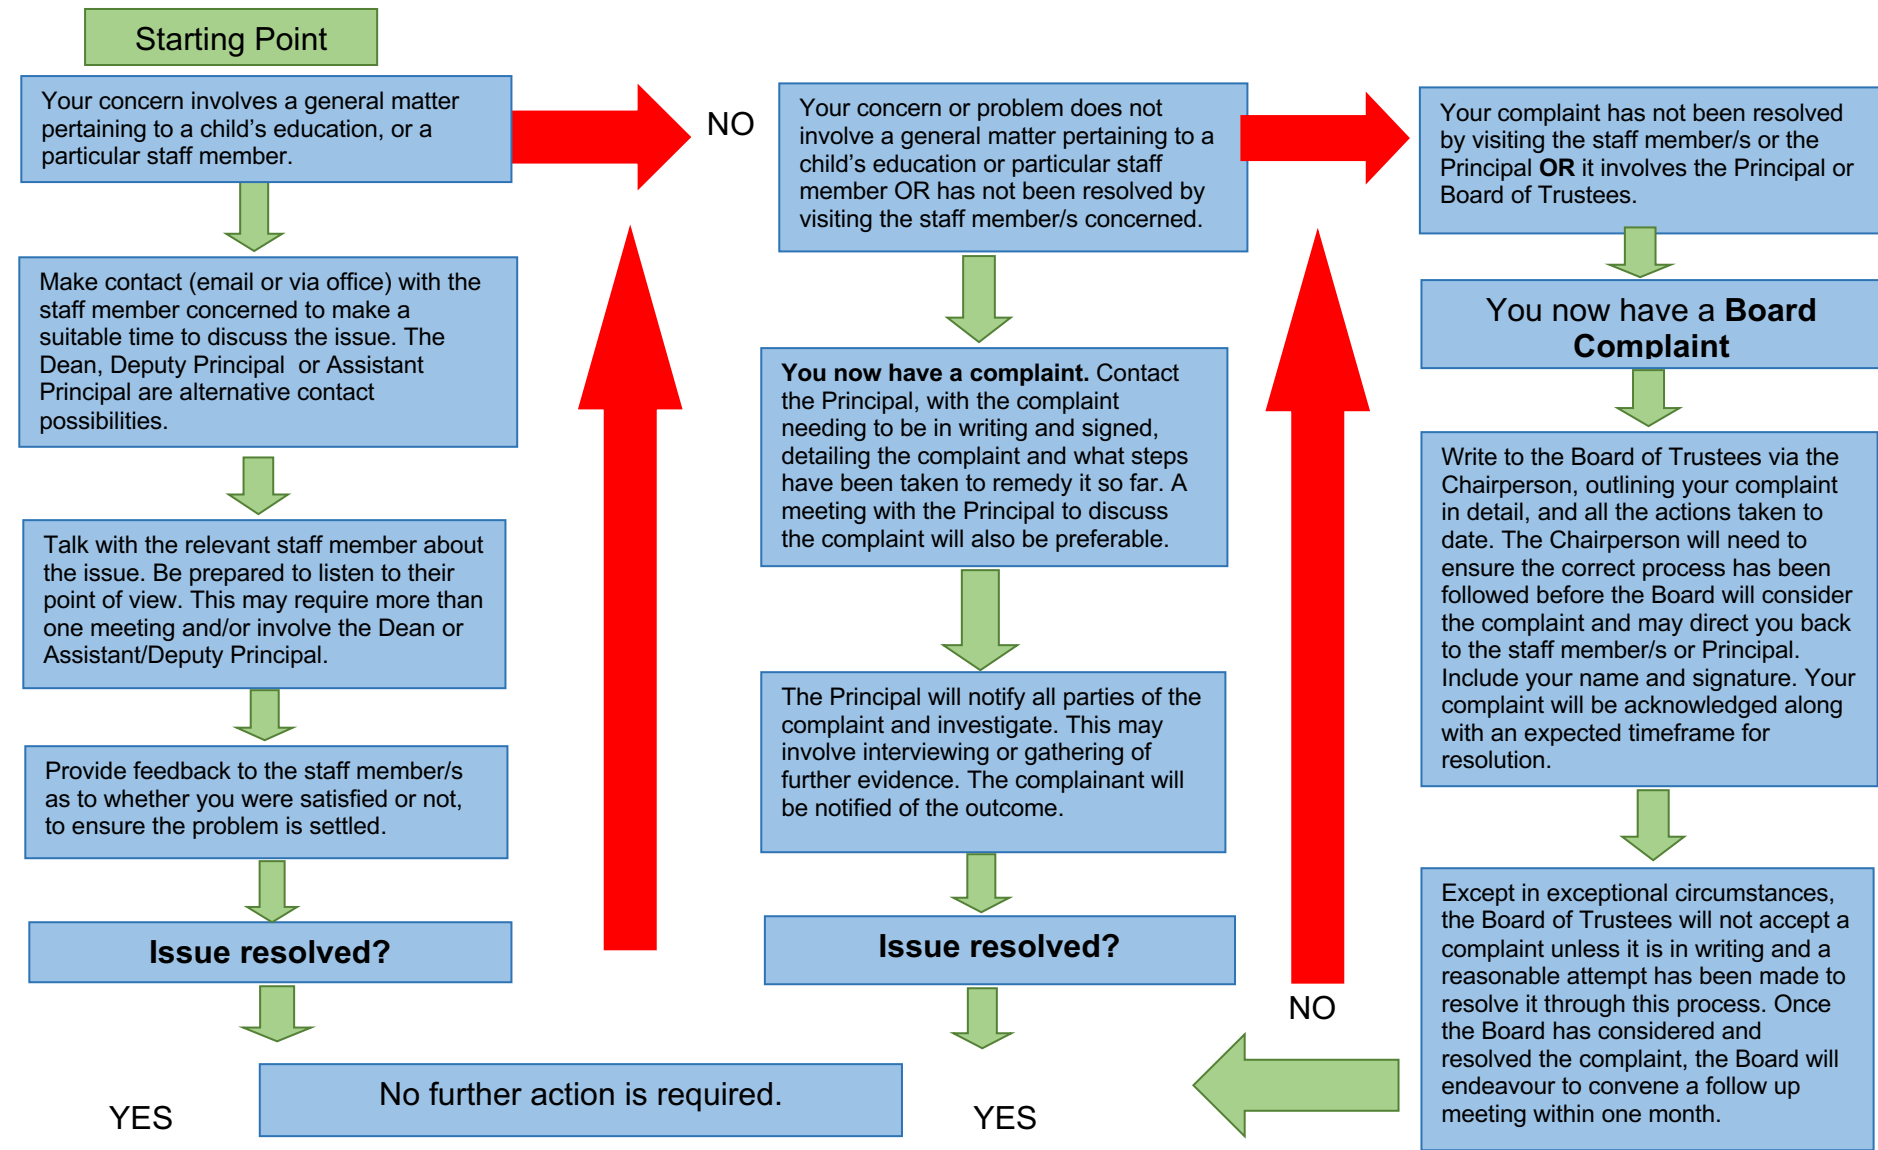 Starting Point
Your concern involves a general matter
pertaining to a child's education, or a
particular staff member.
Make contact (email or via office) with the
staff member concerned to make a
suitable time to discuss the issue. The
Dean, Deputy Principal  or Assistant
Principal are alternative contact
possibilities.
Talk with the relevant staff member about
the issue. Be prepared to listen to their
point of view. This may require more than
one meeting and/or involve the Dean or
Assistant/Deputy Principal.
Provide feedback to the staff member/s
as to whether you were satisfied or not,
to ensure the problem is settled.
Issue resolved?
YES
NO
Your concern or problem does not
involve a general matter pertaining to a
child's education or particular staff
member OR has not been resolved by
visiting the staff member/s concerned.
You now have a complaint. Contact
the Principal, with the complaint
needing to be in writing and signed,
detailing the complaint and what steps
have been taken to remedy it so far. A
meeting with the Principal to discuss
the complaint will also be preferable.
The Principal will notify all parties of the
complaint and investigate. This may
involve interviewing or gathering of
further evidence. The complainant will
be notified of the outcome.
Issue resolved?
No further action is required.
YES
NO
Your complaint has not been resolved
by visiting the staff member/s or the
Principal OR it involves the Principal or
Board of Trustees.
You now have a Board
Complaint
Write to the Board of Trustees via the
Chairperson, outlining your complaint
in detail, and all the actions taken to
date. The Chairperson will need to
ensure the correct process has been
followed before the Board will consider
the complaint and may direct you back
to the staff member/s or Principal.
Include your name and signature. Your
complaint will be acknowledged along
with an expected timeframe for
resolution.
Except in exceptional circumstances,
the Board of Trustees will not accept a
complaint unless it is in writing and a
reasonable attempt has been made to
resolve it through this process. Once
the Board has considered and
resolved the complaint, the Board will
endeavour to convene a follow up
meeting within one month.